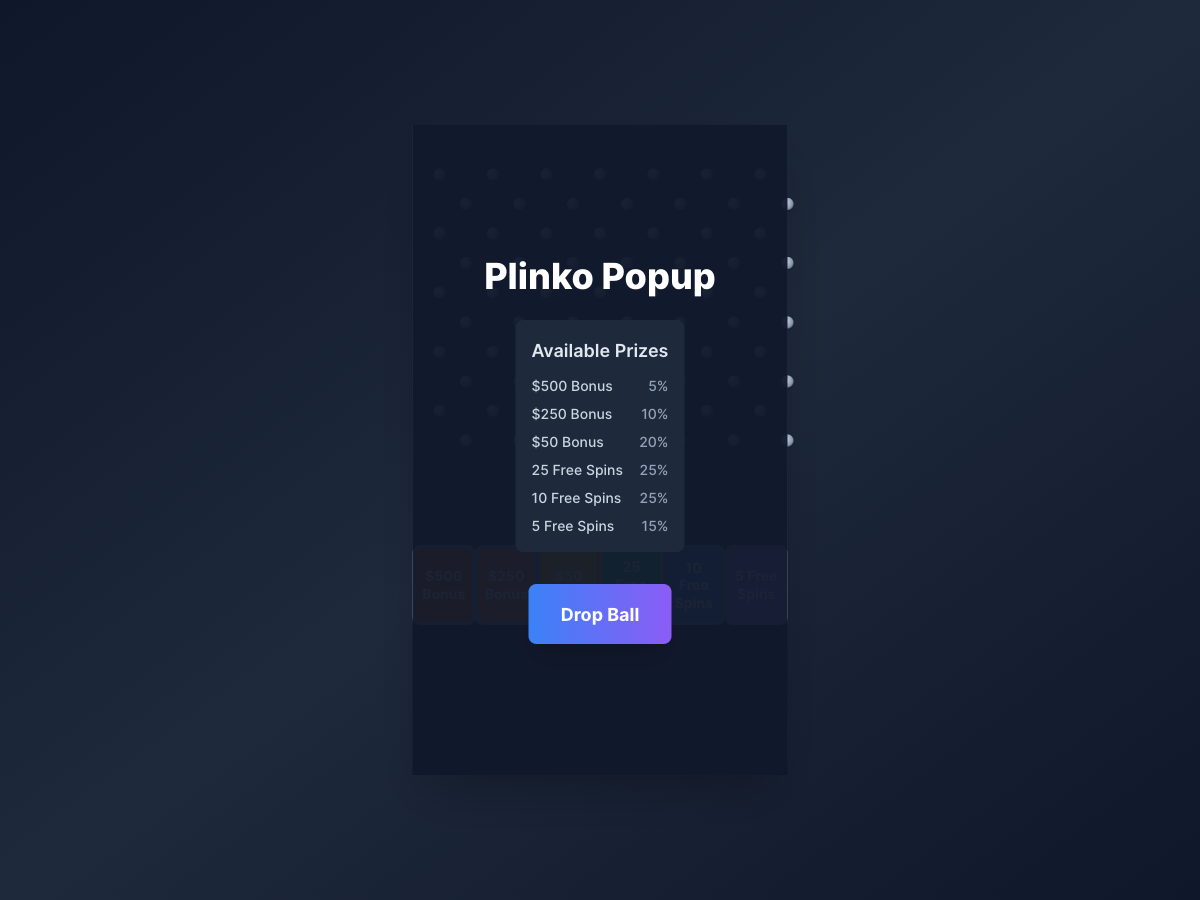 Plinko Popup
Available Prizes
$500 Bonus 5%
$250 Bonus 10%
$50 Bonus 20%
25 Free Spins 25%
10 Free Spins 25%
5 Free Spins 15%
$500
Bonus
$250
Bonus
25
10
Free
Spins
5 Free
Spins
Drop Ball